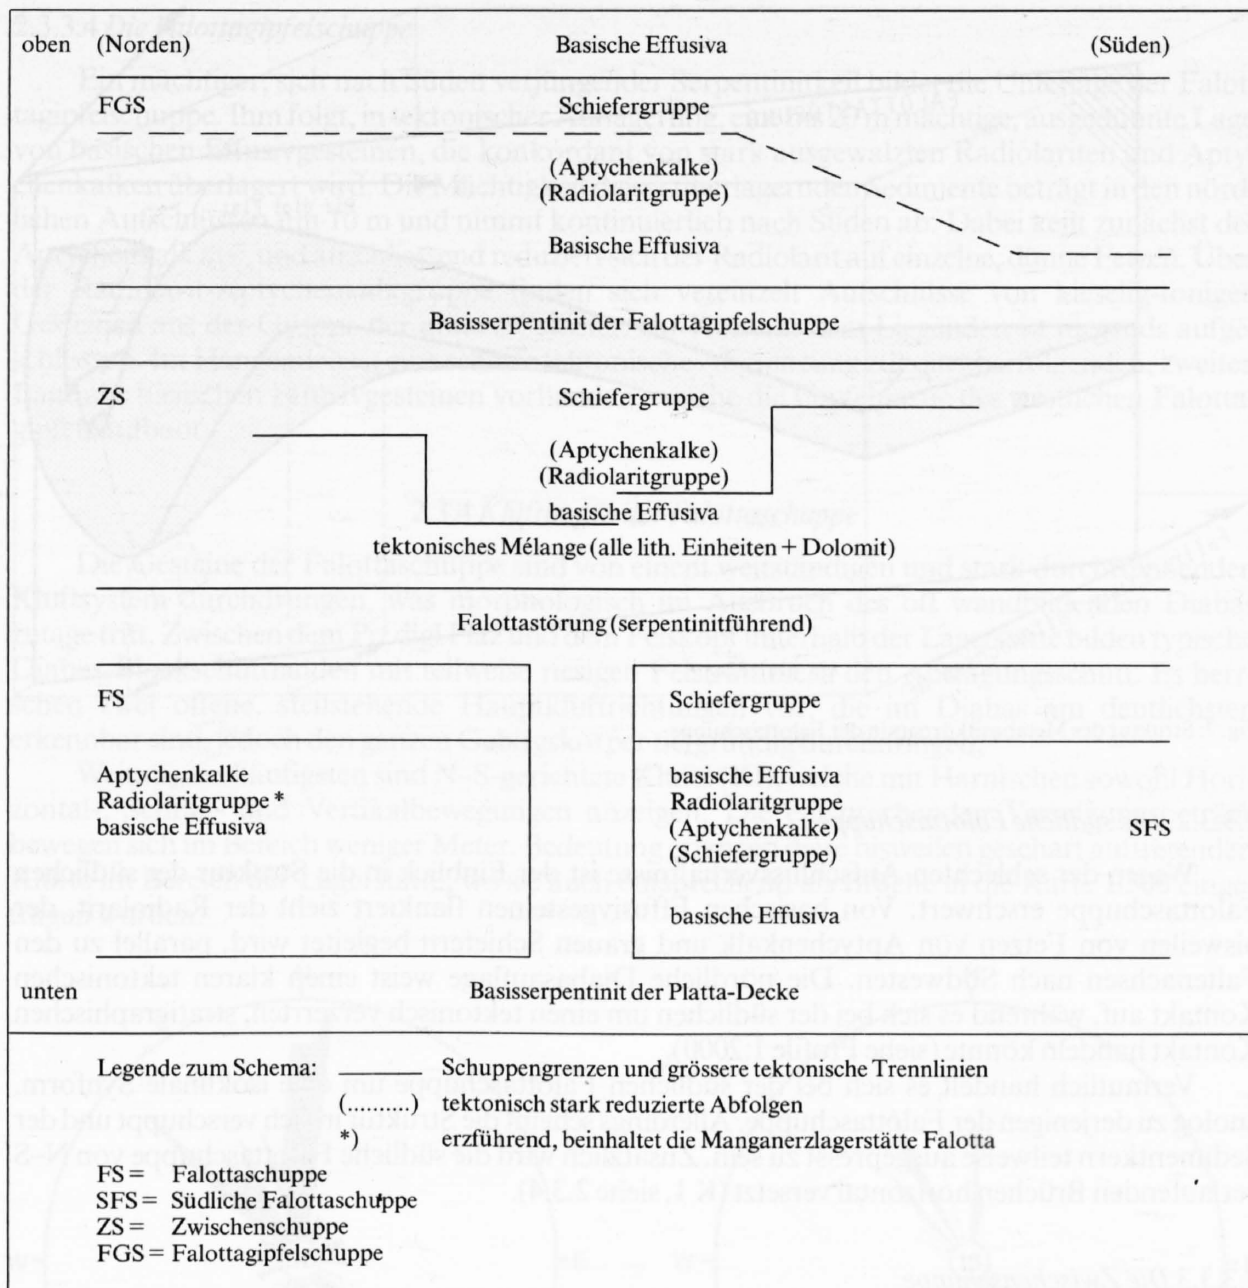 oben (Norden) Basische Effusiva (Süden)
FGS Schiefergruppe
(Aptychenkalke)
(Radiolaritgruppe)
Basische Effusiva
Basisserpentinit der Falottagipfelschuppe
ZS Schiefergruppe
(Aptychenkalke)
(Radiolaritgruppe)
basische Effusiva
tektonisches Mélange (alle lith. Einheiten + Dolomit)
Falottastörung (serpentinitführend)
FS Schiefergruppe
Aptychenkalke basische Effusiva
Radiolaritgruppe * Radiolaritgruppe
basische Effusiva (Aptychenkalke) SFS
(Schiefergruppe)
basische Effusiva
unten Basisserpentinit der Platta-Decke
Legende zum Schema: ______ Schuppengrenzen und grössere tektonische Trennlinien
(........) tektonisch stark reduzierte Abfolgen
*) erzführend, beinhaltet die Manganerzlagerstätte Falotta
FS = Falottaschuppe
SFS = Südliche Falottaschuppe
ZS = Zwischenschuppe
FGS = Falottagipfelschuppe